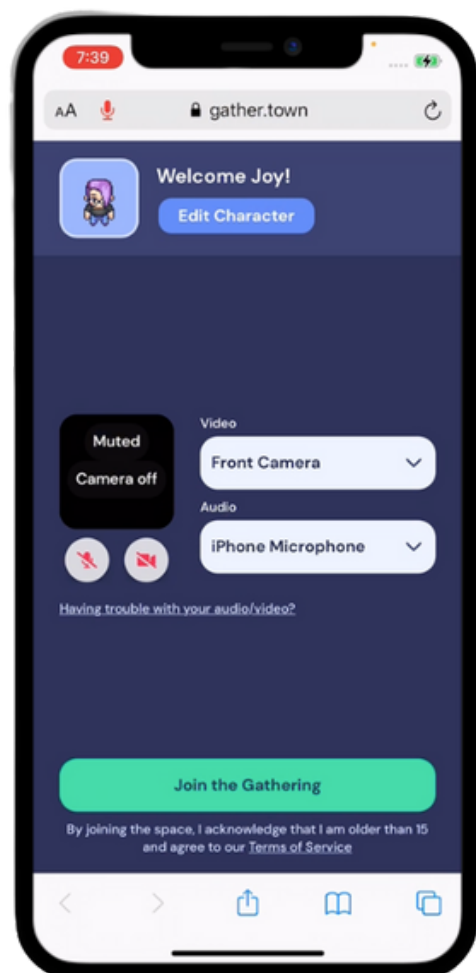 7:39
AA
gather.town
Welcome Joy!
Edit Character
Muted
Camera off
Video
Front Camera
Audio
iPhone Microphone
Having trouble with your audio/video?
Join the Gathering
By joining the space, I acknowledge that I am older than 15
and agree to our Terms of Service